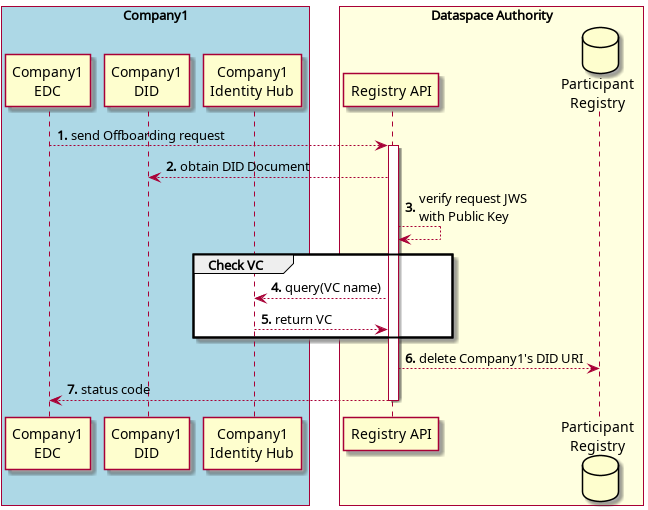 Company1
Dataspace Authority
Company1
EDC
Company1
DID
Company1
Identity Hub
Registry API
Participant
Registry
1. send Offboarding request
2. obtain DID Document
3. verify request JWS
with Public Key
Check VC
4. query(VC name)
5. return VC
6. delete Company1's DID URI
7. status code
Company1
EDC
Company1
DID
Company1
Identity Hub
Registry API
Participant
Registry